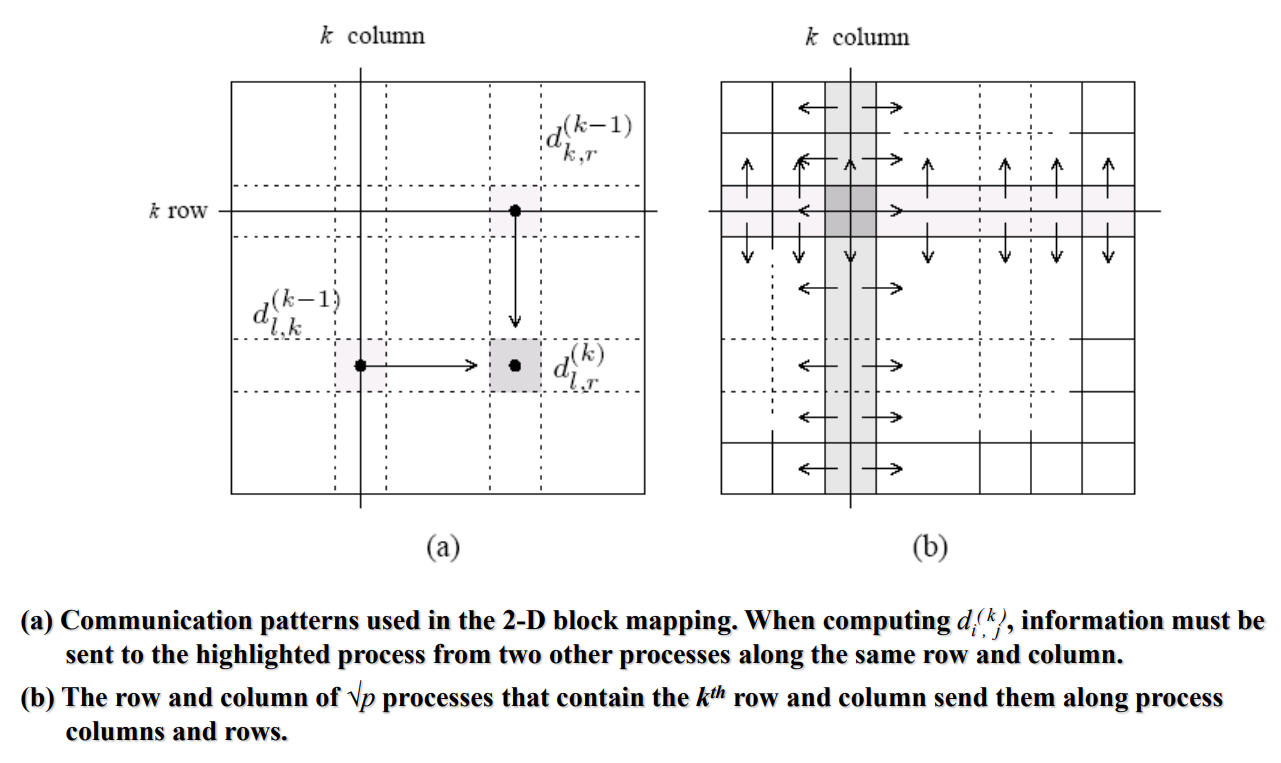 k column
k column
d_{k,r}^{(k−1)}
k row
d_{l,k}^{(k−1)}
d_{l,r}^{(k)}
(a)
(b)
(a) Communication patterns used in the 2-D block mapping. When computing d_{i,j}^{(k)}, information must be
sent to the highlighted process from two other processes along the same row and column.
(b) The row and column of √p processes that contain the k^{th} row and column send them along process
columns and rows.